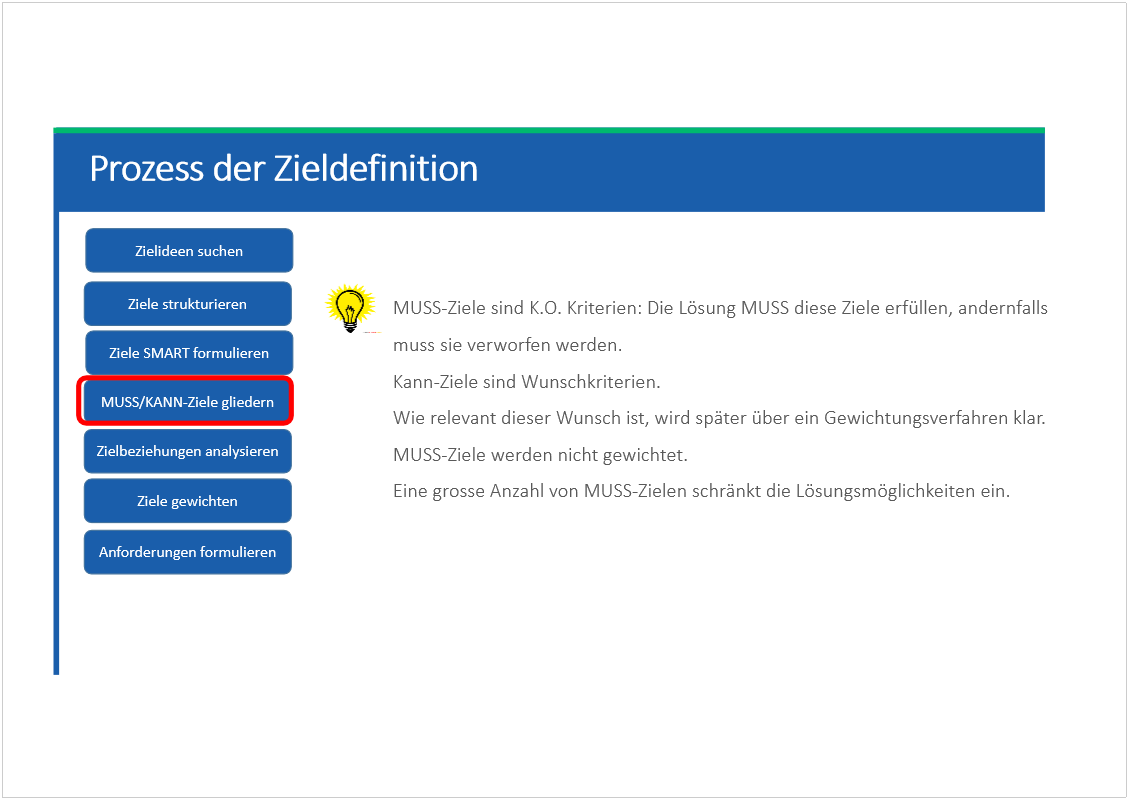 Prozess der Zieldefinition
Zielideen suchen
Ziele strukturieren
Ziele SMART formulieren
MUSS/KANN-Ziele gliedern
Zielbeziehungen analysieren
Ziele gewichten
Anforderungen formulieren
MUSS-Ziele sind K.O. Kriterien: Die Lösung MUSS diese Ziele erfüllen, andernfalls
muss sie verworfen werden.
Kann-Ziele sind Wunschkriterien.
Wie relevant dieser Wunsch ist, wird später über ein Gewichtungsverfahren klar.
MUSS-Ziele werden nicht gewichtet.
Eine grosse Anzahl von MUSS-Zielen schränkt die Lösungsmöglichkeiten ein.